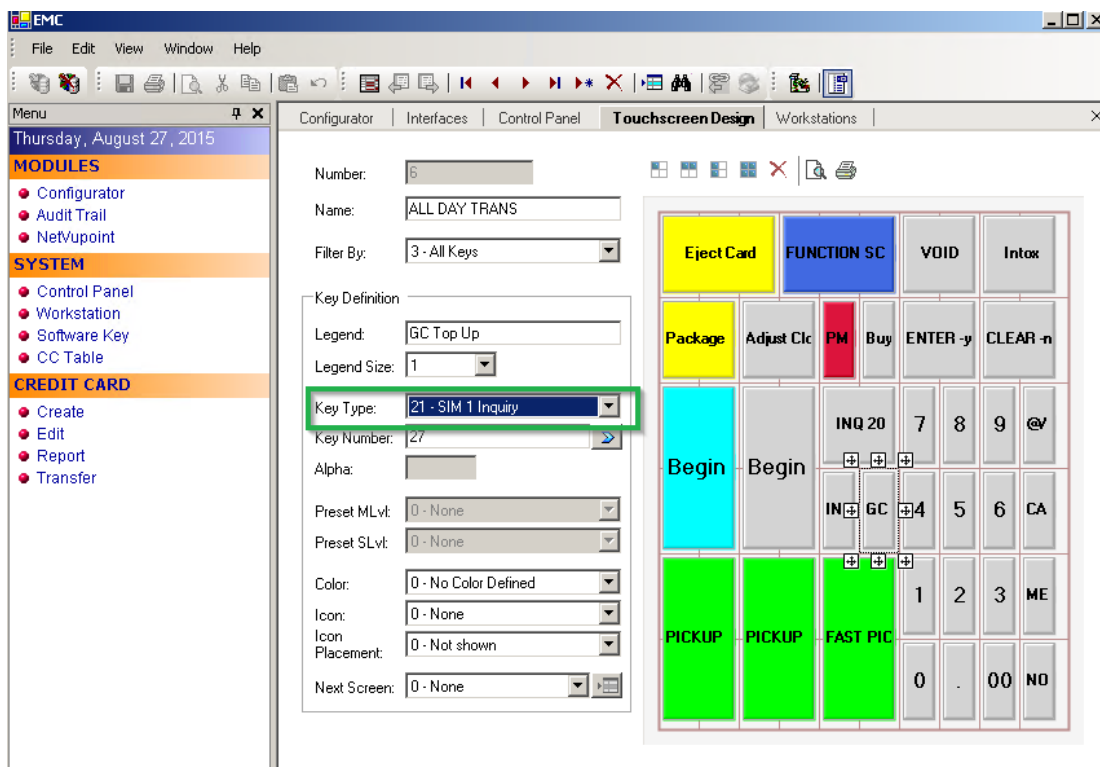 EMC
File Edit View Window Help
Menu
Configurator Interfaces Control Panel Touchscreen Design Workstations
Thursday, August 27, 2015
MODULES
Configurator
Audit Trail
NetVupoint
SYSTEM
Control Panel
Workstation
Software Key
CC Table
CREDIT CARD
Create
Edit
Report
Transfer
Number: 6
Name: ALL DAY TRANS
Filter By: 3 - All Keys
Key Definition
Legend: GC Top Up
Legend Size: 1
Key Type: 21 - SIM 1 Inquiry
Key Number: 27
Alpha:
Preset MLvl: 0 - None
Preset SLvl: 0 - None
Color: 0 - No Color Defined
Icon: 0 - None
Icon Placement: 0 - Not shown
Next Screen: 0 - None
Eject Card FUNCTION SC VOID Intox
Package Adjust Clc PM Buy ENTER -y CLEAR -n
INQ 20 7 8 9 @/
Begin Begin
IN GC 4 5 6 CA
1 2 3 ME
PICKUP PICKUP FAST PIC
0 . 00 NO